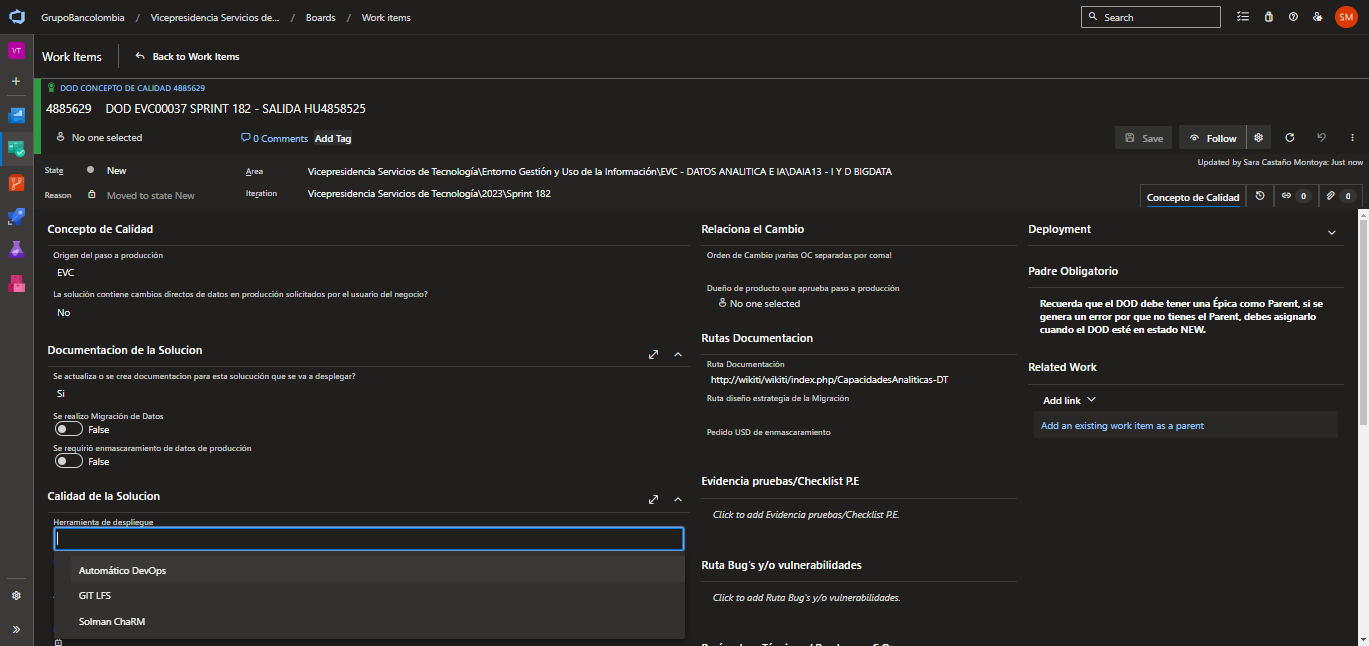 GrupoBancolombia / Vicepresidencia Servicios de... / Boards / Work items
Search
SM
VT
Work Items
Back to Work Items
DOD CONCEPTO DE CALIDAD 4885629
4885629 DOD EVC00037 SPRINT 182 - SALIDA HU4858525
No one selected
0 Comments
Add Tag
Save
Follow
Updated by Sara Castaño Montoya: Just now
State
New
Area
Vicepresidencia Servicios de Tecnología\Entorno Gestión y Uso de la Información\EVC - DATOS ANALITICA E IA\DAIA13 - I Y D BIGDATA
Reason
Moved to state New
Iteration
Vicepresidencia Servicios de Tecnología\2023\Sprint 182
Concepto de Calidad
0
0
Concepto de Calidad
Origen del paso a producción
EVC
La solución contiene cambios directos de datos en producción solicitados por el usuario del negocio?
No
Documentacion de la Solucion
Se actualiza o se crea documentacion para esta solucución que se va a desplegar?
Si
Se realizo Migración de Datos
False
Se requirió enmascaramiento de datos de producción
False
Calidad de la Solucion
Herramienta de despliegue
Automático DevOps
GIT LFS
Solman ChaRM
Relaciona el Cambio
Orden de Cambio ¡varias OC separadas por coma!
Dueño de producto que aprueba paso a producción
No one selected
Rutas Documentacion
Ruta Documentación
http://wikiti/wikiti/index.php/CapacidadesAnaliticas-DT
Ruta diseño estrategia de la Migración
Pedido USD de enmascaramiento
Evidencia pruebas/Checklist P.E
Click to add Evidencia pruebas/Checklist P.E.
Ruta Bug's y/o vulnerabilidades
Click to add Ruta Bug's y/o vulnerabilidades.
Deployment
Padre Obligatorio
Recuerda que el DOD debe tener una Épica como Parent, si se
genera un error por que no tienes el Parent, debes asignarlo
cuando el DOD esté en estado NEW.
Related Work
Add link
Add an existing work item as a parent